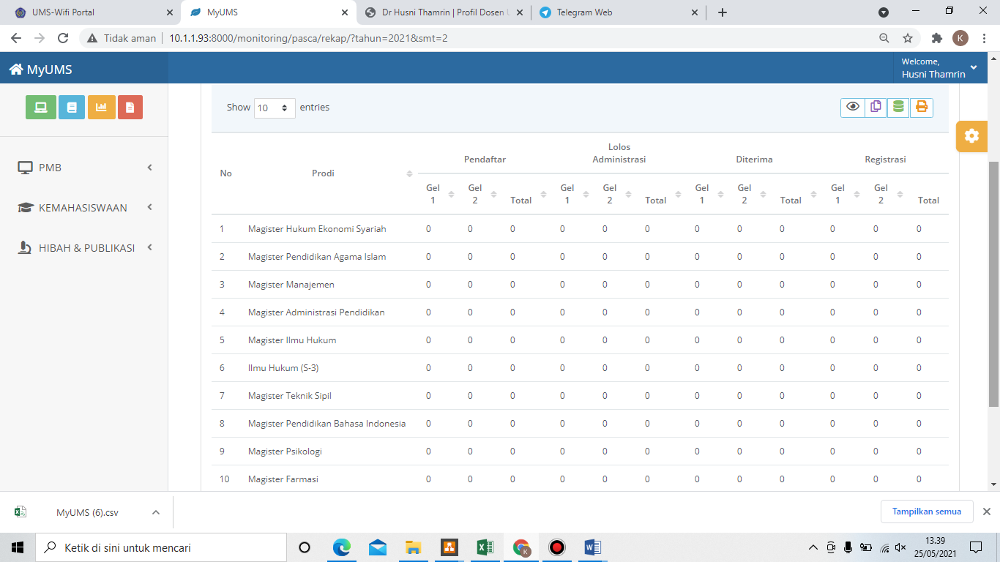 UMS-Wifi Portal
MyUMS
Dr Husni Thamrin | Profil Dosen
Telegram Web
Tidak aman
10.1.1.93:8000/monitoring/pasca/rekap/?tahun=2021&smt=2
K
MyUMS
Welcome,
Husni Thamrin
PMB
KEMAHASISWAAN
HIBAH & PUBLIKASI
Show 10 entries
No Prodi Pendaftar Lolos Administrasi Diterima Registrasi
Gel 1 Gel 2 Total Gel 1 Gel 2 Total Gel 1 Gel 2 Total Gel 1 Gel 2 Total
1 Magister Hukum Ekonomi Syariah 0 0 0 0 0 0 0 0 0 0 0 0
2 Magister Pendidikan Agama Islam 0 0 0 0 0 0 0 0 0 0 0 0
3 Magister Manajemen 0 0 0 0 0 0 0 0 0 0 0 0
4 Magister Administrasi Pendidikan 0 0 0 0 0 0 0 0 0 0 0 0
5 Magister Ilmu Hukum 0 0 0 0 0 0 0 0 0 0 0 0
6 Ilmu Hukum (S-3) 0 0 0 0 0 0 0 0 0 0 0 0
7 Magister Teknik Sipil 0 0 0 0 0 0 0 0 0 0 0 0
8 Magister Pendidikan Bahasa Indonesia 0 0 0 0 0 0 0 0 0 0 0 0
9 Magister Psikologi 0 0 0 0 0 0 0 0 0 0 0 0
10 Magister Farmasi 0 0 0 0 0 0 0 0 0 0 0 0
MyUMS (6).csv
Tampilkan semua
Ketik di sini untuk mencari
13.39
25/05/2021